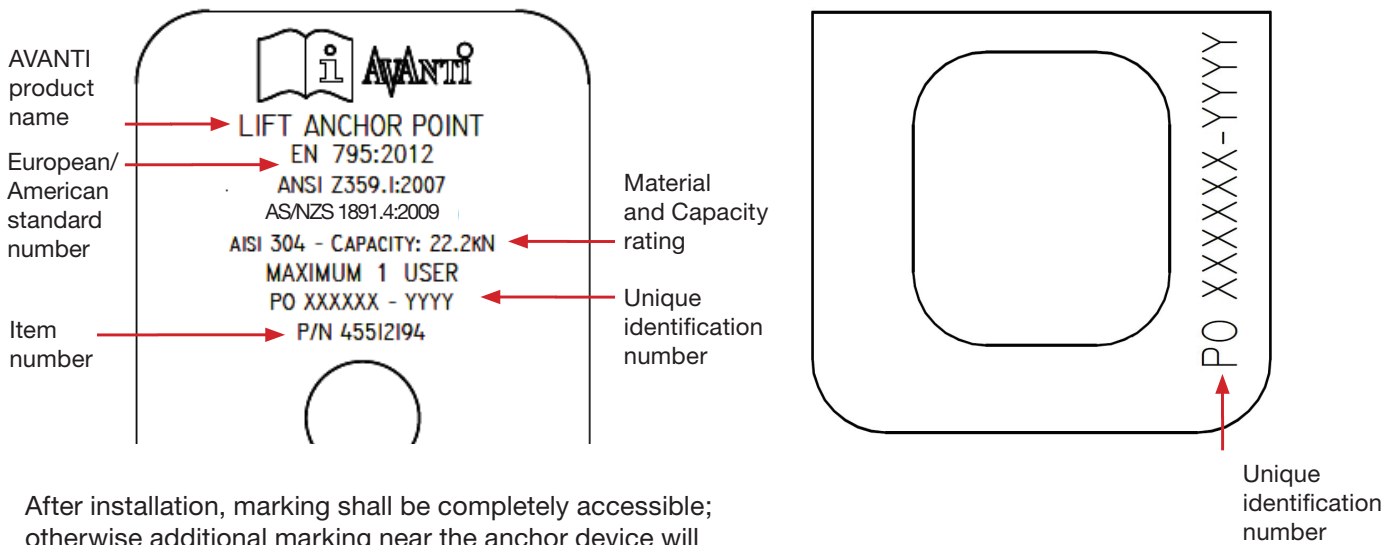 AVANTI
product
name
European/
American
standard
number
Item
number
i AVANTI
LIFT ANCHOR POINT
EN 795:2012
ANSI Z359.1:2007
AS/NZS 1891.4:2009
AISI 304 - CAPACITY: 22.2KN
MAXIMUM 1 USER
PO XXXXXX - YYYY
P/N 45512194
Material
and Capacity
rating
Unique
identification
number
PO XXXXXX-YYYY
Unique
identification
number
After installation, marking shall be completely accessible;
otherwise additional marking near the anchor device will